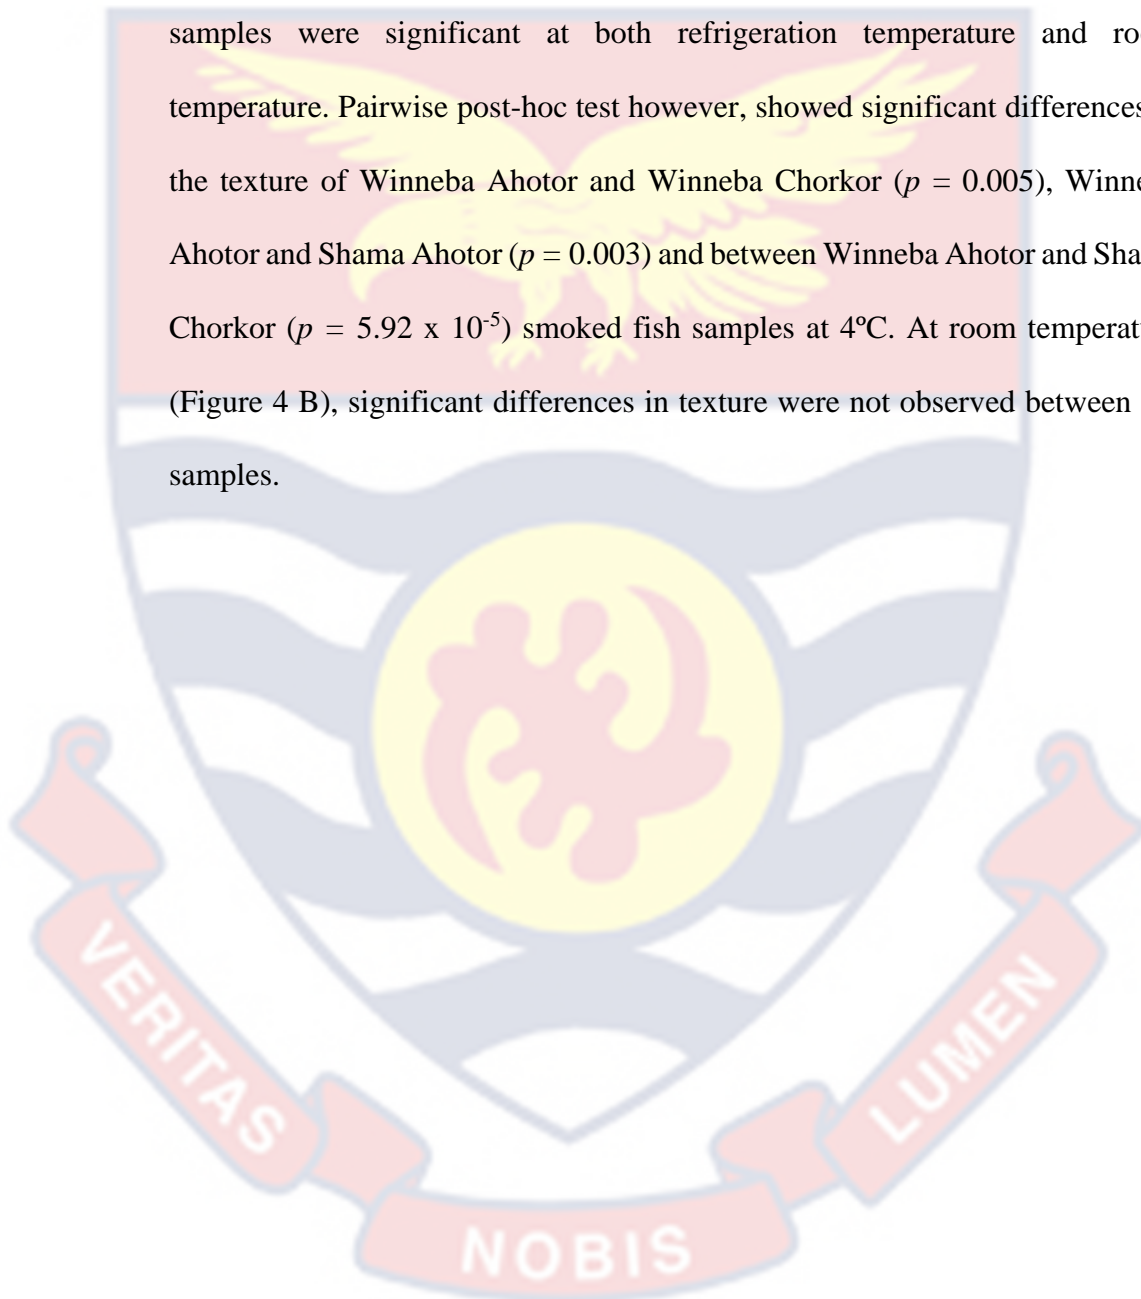 samples were significant at both refrigeration temperature and ro
temperature. Pairwise post-hoc test however, showed significant differences
the texture of Winneba Ahotor and Winneba Chorkor (p = 0.005), Winne
Ahotor and Shama Ahotor (p = 0.003) and between Winneba Ahotor and Sha
Chorkor (p = 5.92 x 10⁻⁵) smoked fish samples at 4ºC. At room temperat
(Figure 4 B), significant differences in texture were not observed between
samples.
VERITAS
NOBIS
LUMEN